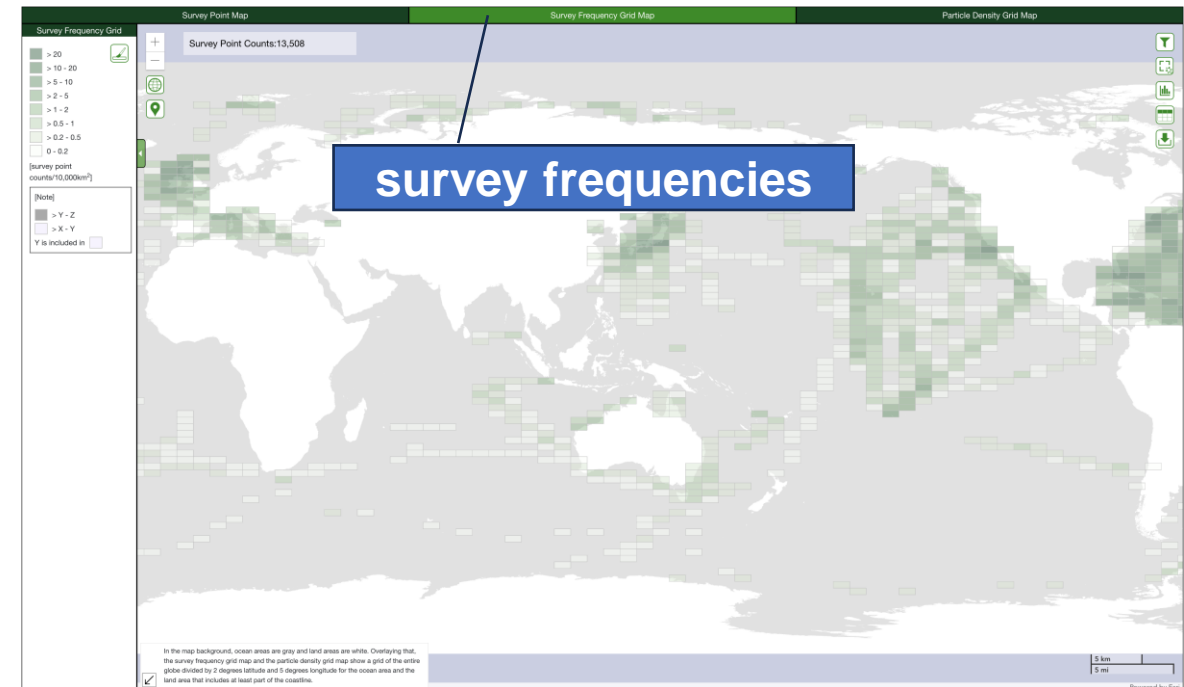 Survey Point Map
Survey Frequency Grid Map
Particle Density Grid Map
Survey Frequency Grid
> 20
> 10 - 20
> 5 - 10
> 2 - 5
> 1 - 2
> 0.5 - 1
> 0.2 - 0.5
0 - 0.2
[survey point
counts/10,000km²]
[Note]
> Y - Z
> X - Y
Y is included in
Survey Point Counts:13,508
survey frequencies
In the map background, ocean areas are gray and land areas are white. Overlaying that,
the survey frequency grid map and the particle density grid map show a grid of the entire
globe divided by 2 degrees latitude and 5 degrees longitude for the ocean area and the
land area that includes at least part of the coastline.
5 km
5 mi
Powered by Esri